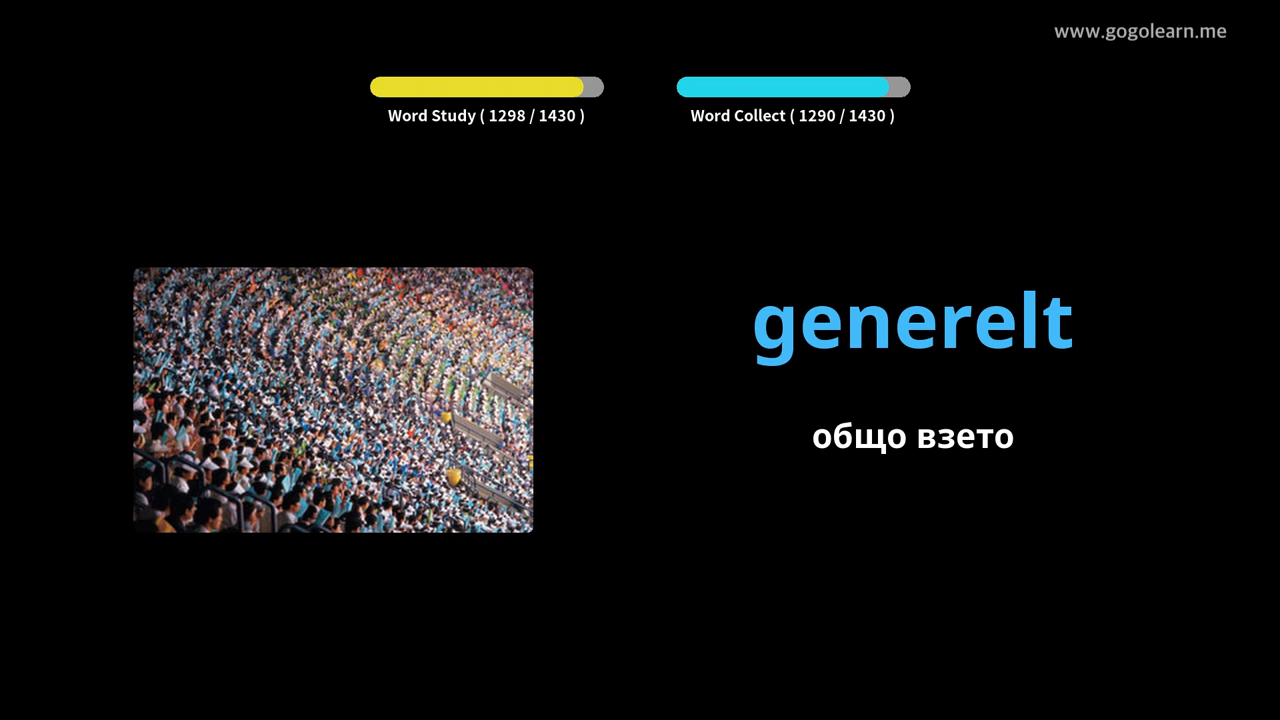 www.gogolearn.me
Word Study ( 1298 / 1430 )
Word Collect ( 1290 / 1430 )
generelt
общо взето